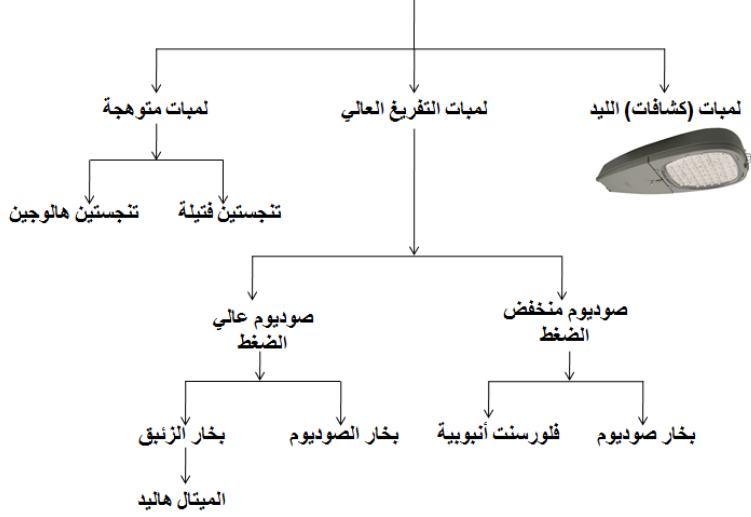 لمبات (كشافات) الليد
لمبات التفريغ العالي
لمبات متوهجة
تنجستين فتيلة
تنجستين هالوجين
صوديوم منخفض
الضغط
صوديوم عالي
الضغط
بخار صوديوم
فلورسنت أنبوبية
بخار الصوديوم
بخار الزئبق
الميتال هاليد